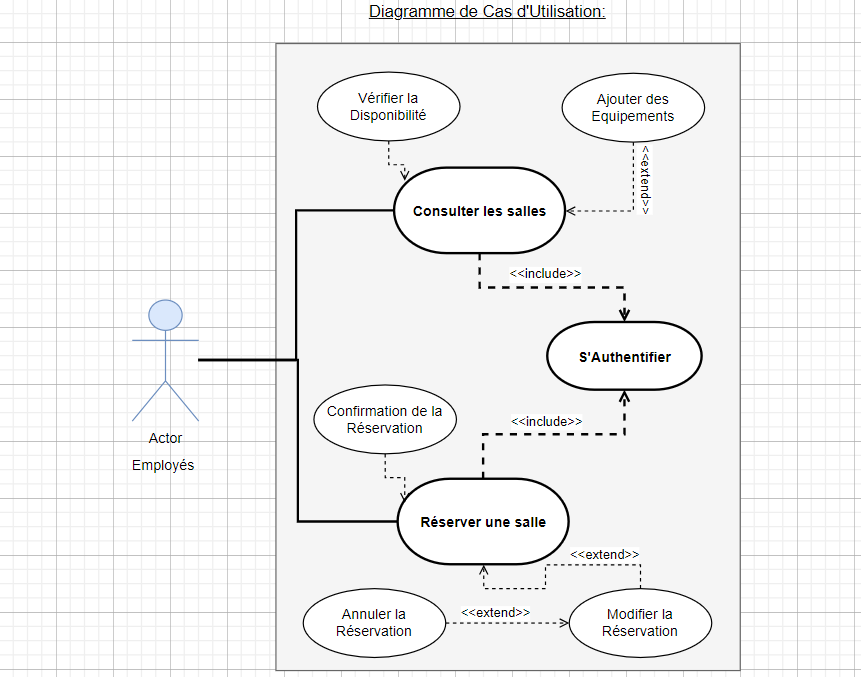 Diagramme de Cas d'Utilisation:
Vérifier la
Disponibilité
Ajouter des
Equipements
<<extend>>
Consulter les salles
<<include>>
S'Authentifier
Actor
Employés
Confirmation de la
Réservation
<<include>>
Réserver une salle
<<extend>>
Annuler la
Réservation
<<extend>>
Modifier la
Réservation